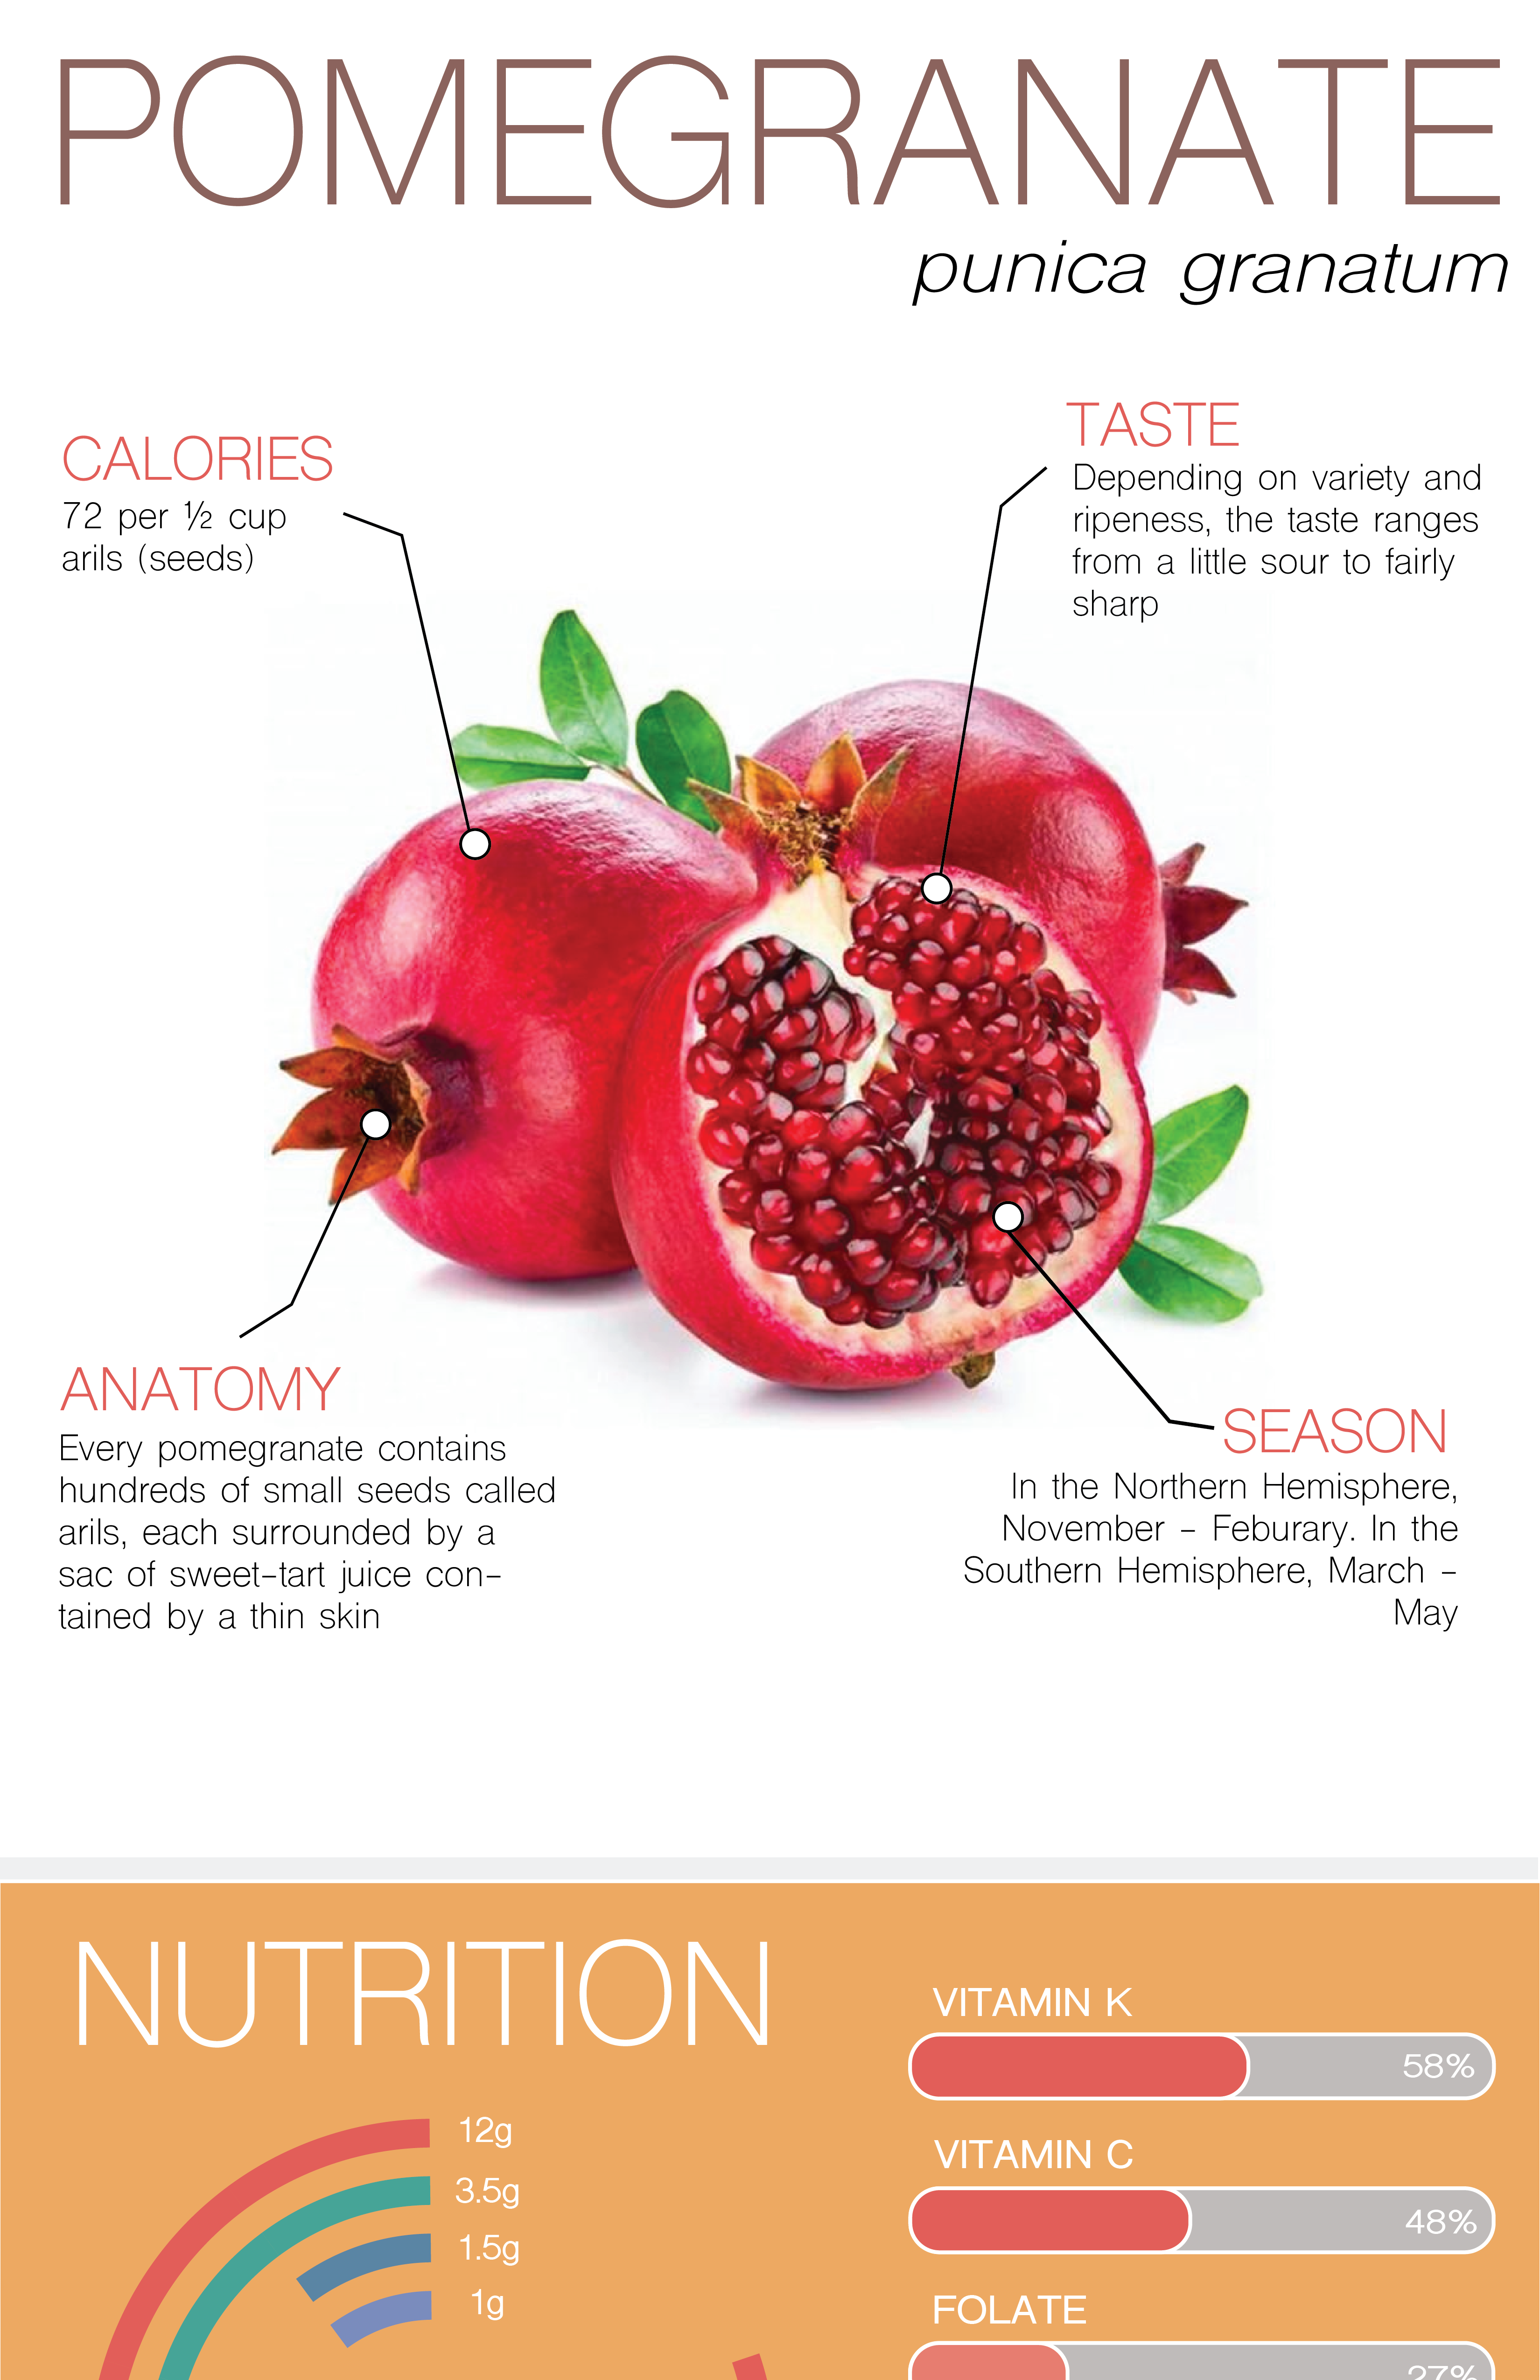 POMEGRANATE
punica granatum
CALORIES
72 per ½ cup
arils (seeds)
TASTE
Depending on variety and
ripeness, the taste ranges
from a little sour to fairly
sharp
ANATOMY
Every pomegranate contains
hundreds of small seeds called
arils, each surrounded by a
sac of sweet-tart juice con-
tained by a thin skin
SEASON
In the Northern Hemisphere,
November - Feburary. In the
Southern Hemisphere, March -
May
NUTRITION
12g
3.5g
1.5g
1g
VITAMIN K
58%
VITAMIN C
48%
FOLATE
27%